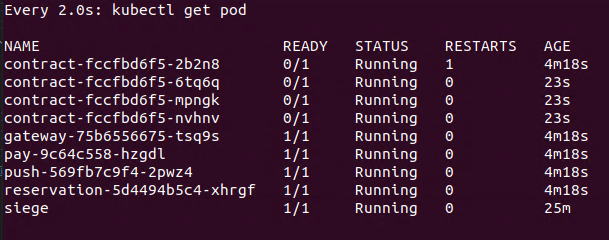 Every 2.0s: kubectl get pod
NAME READY STATUS RESTARTS AGE
contract-fccfbd6f5-2b2n8 0/1 Running 1 4m18s
contract-fccfbd6f5-6tq6q 0/1 Running 0 23s
contract-fccfbd6f5-mpngk 0/1 Running 0 23s
contract-fccfbd6f5-nvhnv 0/1 Running 0 23s
gateway-75b6556675-tsq9s 1/1 Running 0 4m18s
pay-9c64c558-hzgdl 1/1 Running 0 4m18s
push-569fb7c9f4-2pwz4 1/1 Running 0 4m18s
reservation-5d4494b5c4-xhrgf 1/1 Running 0 4m18s
siege 1/1 Running 0 25m